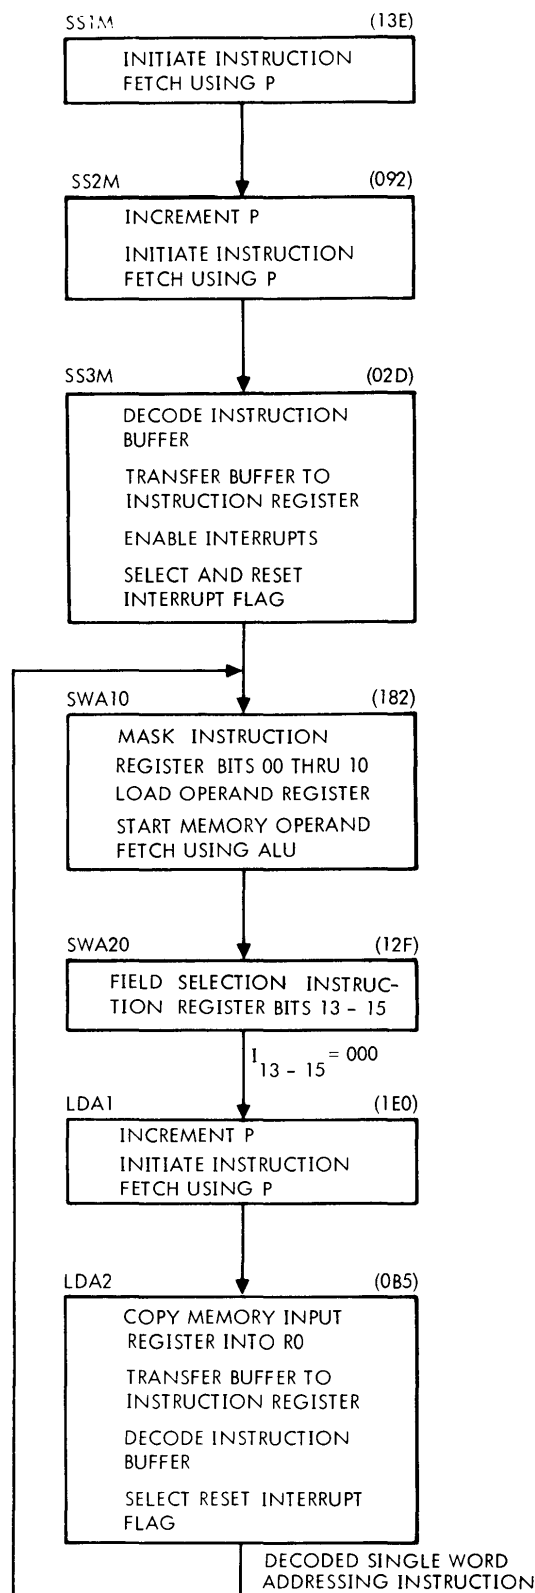 SS1M (13E)
INITIATE INSTRUCTION
FETCH USING P
SS2M (092)
INCREMENT P
INITIATE INSTRUCTION
FETCH USING P
SS3M (02D)
DECODE INSTRUCTION
BUFFER
TRANSFER BUFFER TO
INSTRUCTION REGISTER
ENABLE INTERRUPTS
SELECT AND RESET
INTERRUPT FLAG
SWA10 (182)
MASK INSTRUCTION
REGISTER BITS 00 THRU 10
LOAD OPERAND REGISTER
START MEMORY OPERAND
FETCH USING ALU
SWA20 (12F)
FIELD SELECTION INSTRUC-
TION REGISTER BITS 13 - 15
I 13 - 15 = 000
LDA1 (1E0)
INCREMENT P
INITIATE INSTRUCTION
FETCH USING P
LDA2 (0B5)
COPY MEMORY INPUT
REGISTER INTO R0
TRANSFER BUFFER TO
INSTRUCTION REGISTER
DECODE INSTRUCTION
BUFFER
SELECT RESET INTERRUPT
FLAG
DECODED SINGLE WORD
ADDRESSING INSTRUCTION